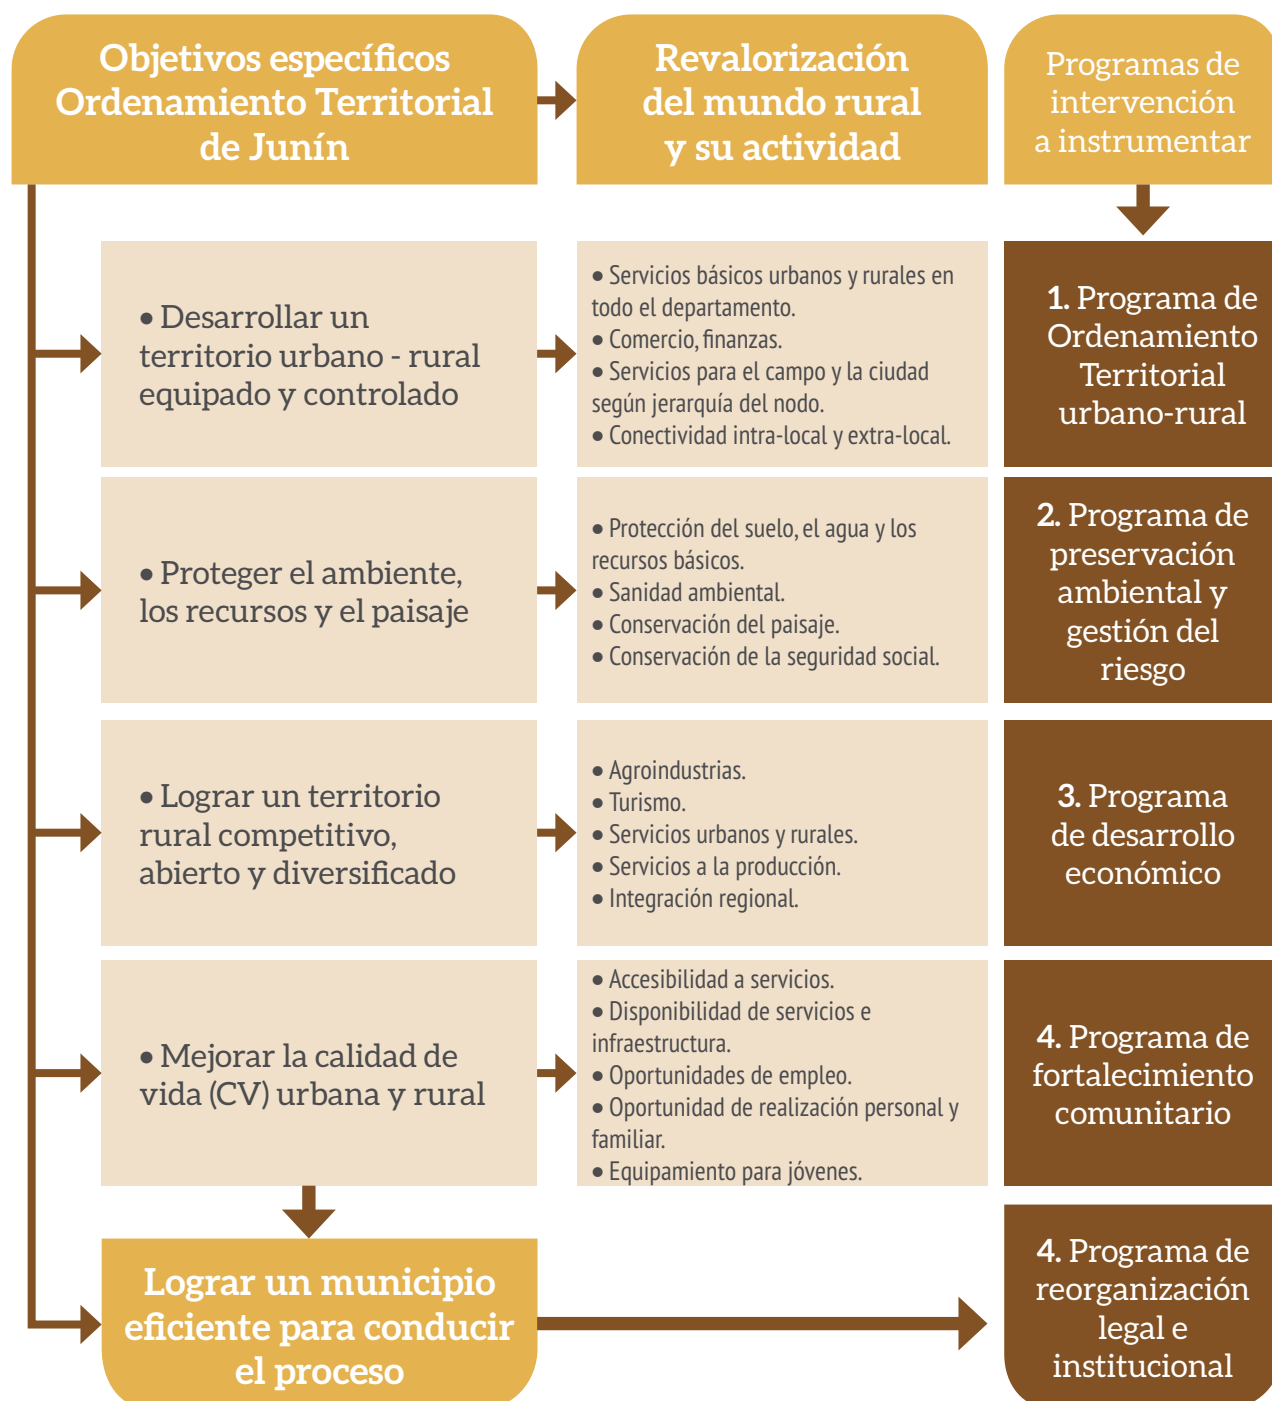 Objetivos específicos
Ordenamiento Territorial
de Junín
Revalorización
del mundo rural
y su actividad
Programas de
intervención
a instrumentar
• Desarrollar un
territorio urbano - rural
equipado y controlado
• Servicios básicos urbanos y rurales en
todo el departamento.
• Comercio, finanzas.
• Servicios para el campo y la ciudad
según jerarquía del nodo.
• Conectividad intra-local y extra-local.
1. Programa de
Ordenamiento
Territorial
urbano-rural
• Proteger el ambiente,
los recursos y el paisaje
• Protección del suelo, el agua y los
recursos básicos.
• Sanidad ambiental.
• Conservación del paisaje.
• Conservación de la seguridad social.
2. Programa de
preservación
ambiental y
gestión del
riesgo
• Lograr un territorio
rural competitivo,
abierto y diversificado
• Agroindustrias.
• Turismo.
• Servicios urbanos y rurales.
• Servicios a la producción.
• Integración regional.
3. Programa
de desarrollo
económico
• Mejorar la calidad de
vida (CV) urbana y rural
• Accesibilidad a servicios.
• Disponibilidad de servicios e
infraestructura.
• Oportunidades de empleo.
• Oportunidad de realización personal y
familiar.
• Equipamiento para jóvenes.
4. Programa de
fortalecimiento
comunitario
Lograr un municipio
eficiente para conducir
el proceso
4. Programa de
reorganización
legal e
institucional